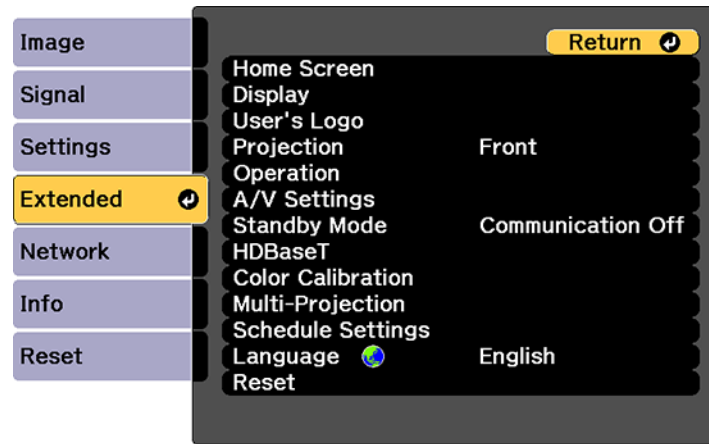 Image
Signal
Settings
Extended
Network
Info
Reset
Return
Home Screen
Display
User's Logo
Projection Front
Operation
A/V Settings
Standby Mode Communication Off
HDBaseT
Color Calibration
Multi-Projection
Schedule Settings
Language English
Reset